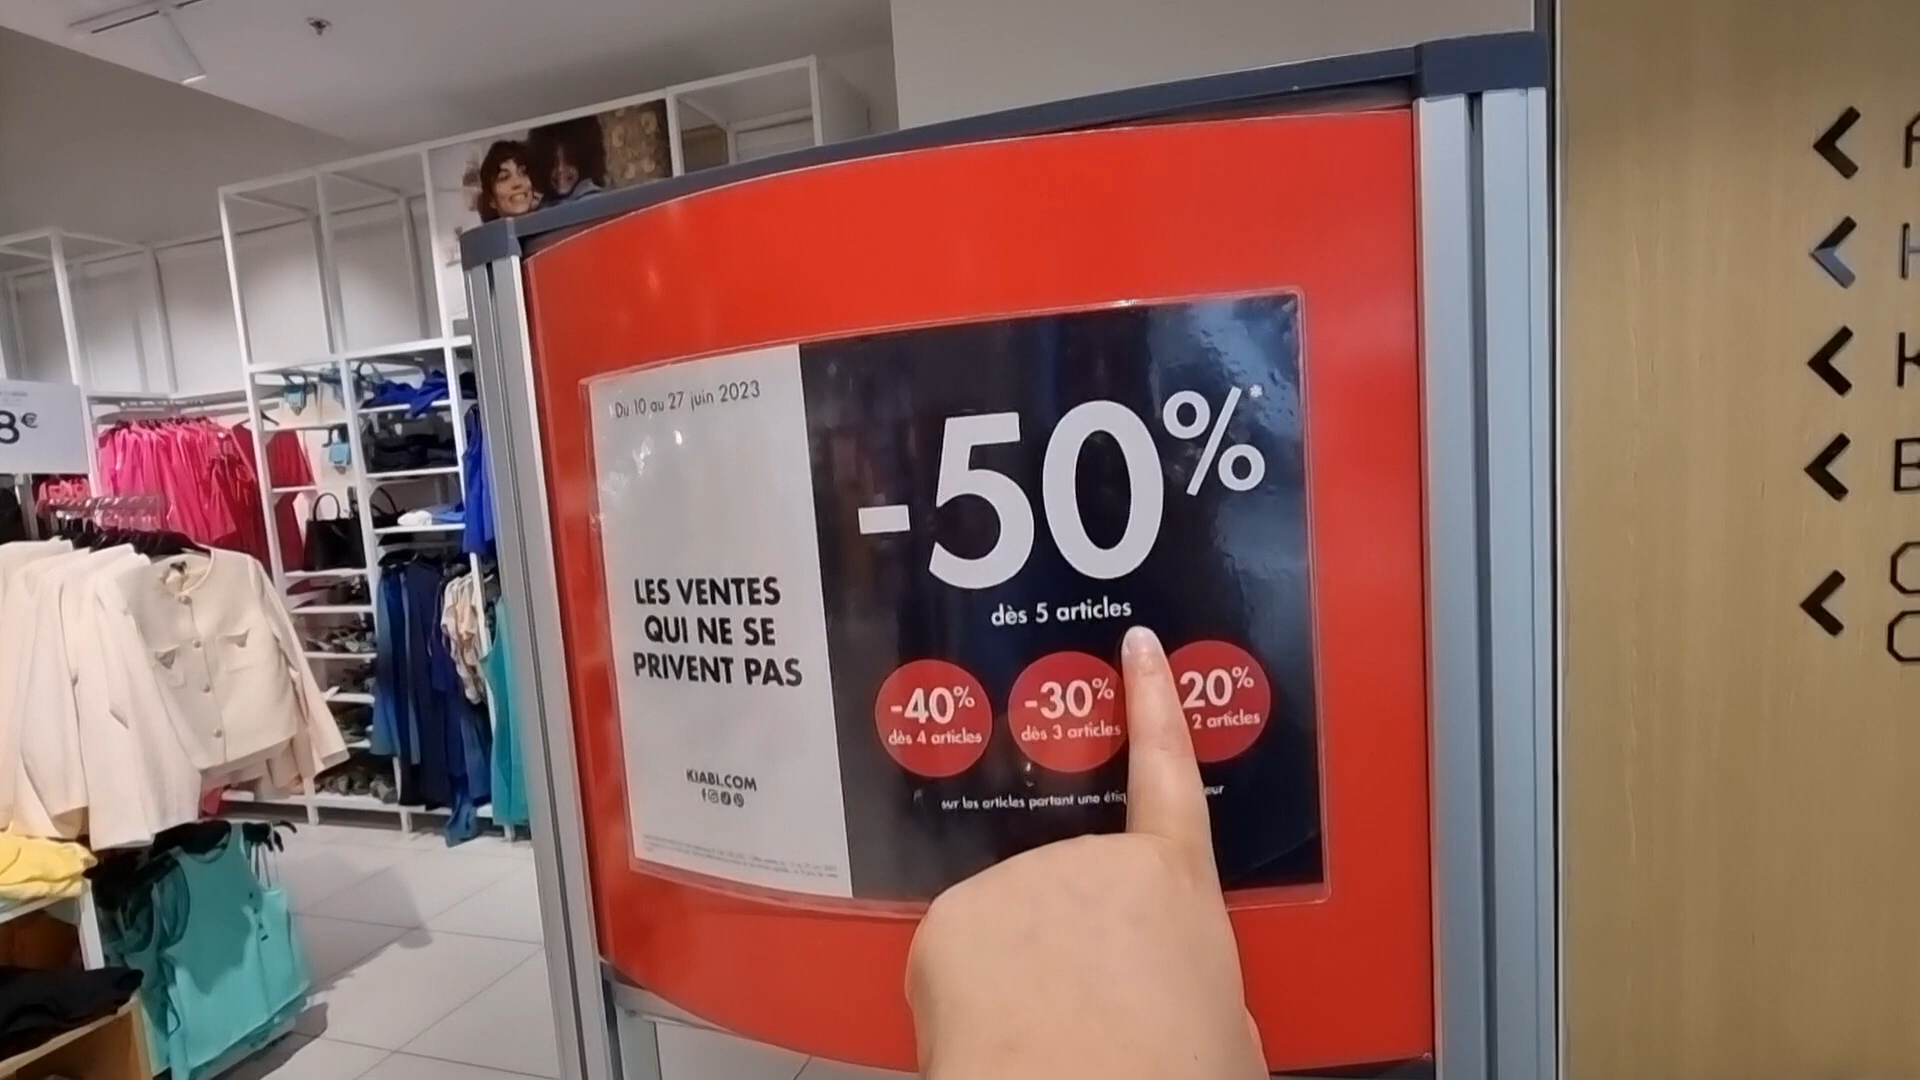 8€
Du 10 au 27 juin 2023
LES VENTES
QUI NE SE
PRIVENT PAS
KIABI.COM
-50%*
dès 5 articles
-40%
dès 4 articles
-30%
dès 3 articles
20%
2 articles
sur les articles portant une
H
K
B